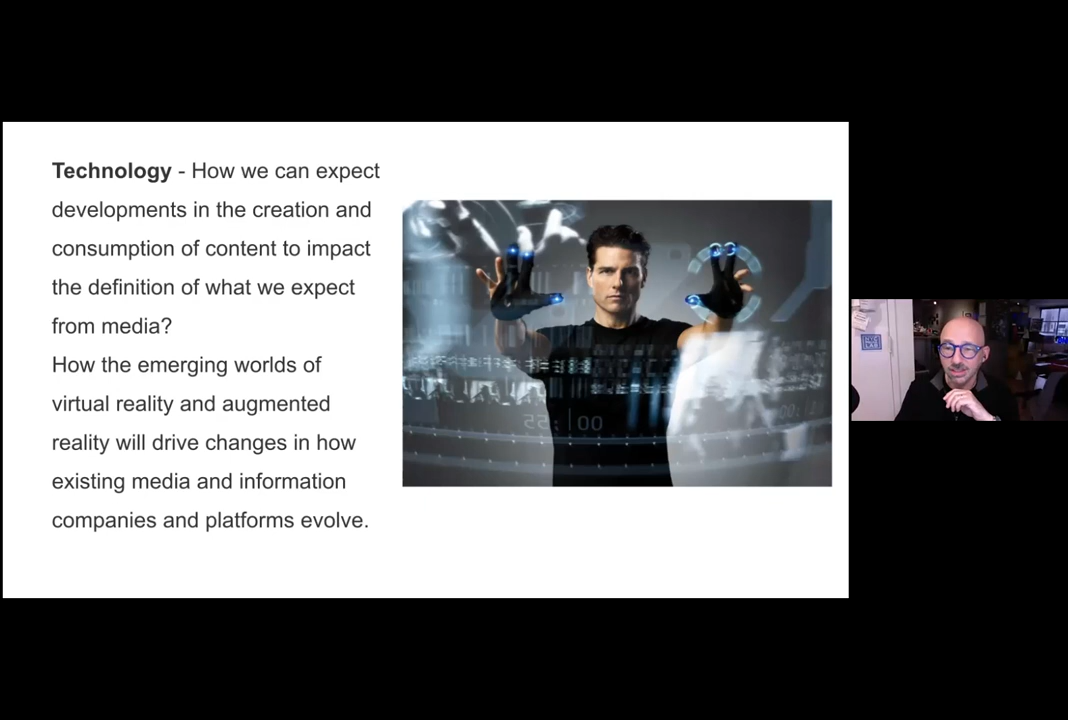 Technology - How we can expect
developments in the creation and
consumption of content to impact
the definition of what we expect
from media?
How the emerging worlds of
virtual reality and augmented
reality will drive changes in how
existing media and information
companies and platforms evolve.